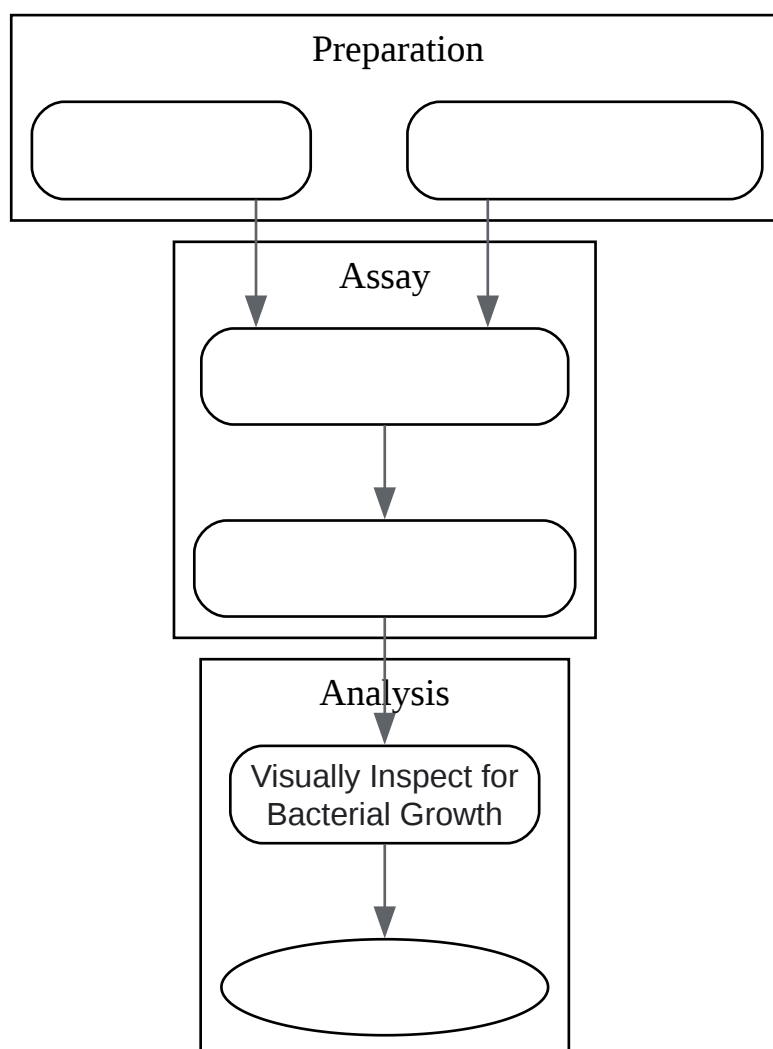 Preparation
Assay
Analysis
Visually Inspect for
Bacterial Growth